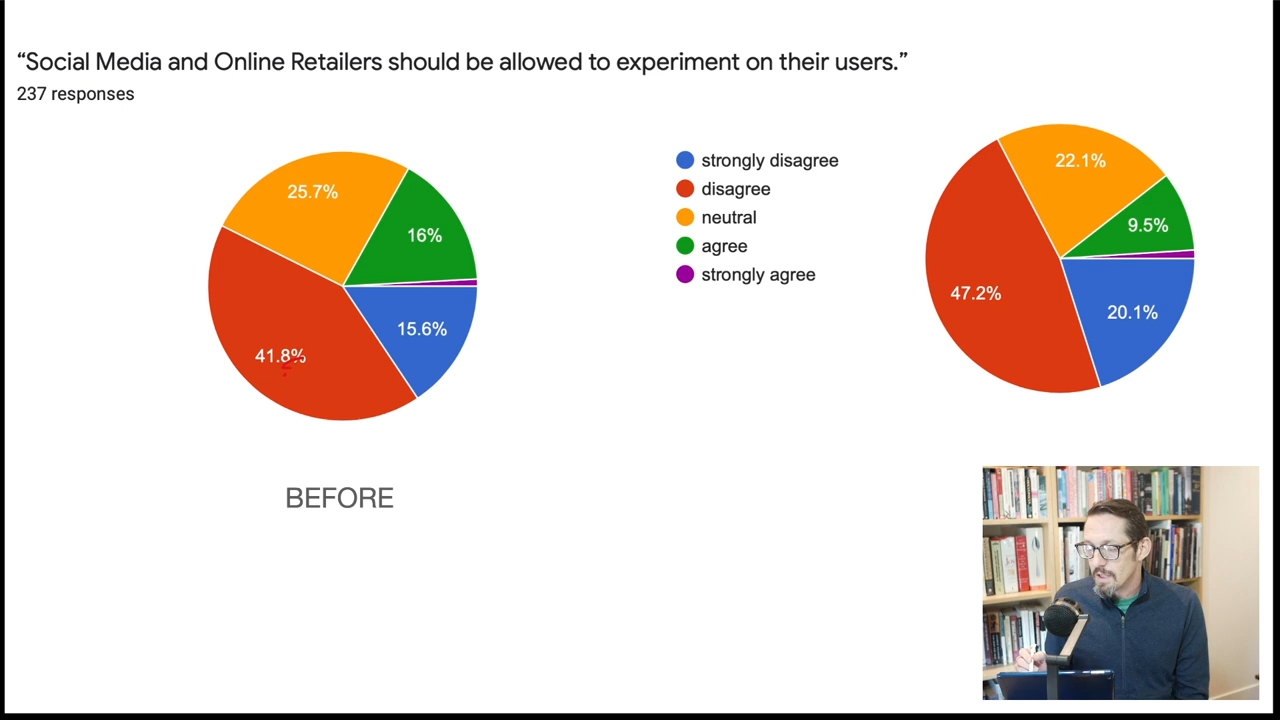 “Social Media and Online Retailers should be allowed to experiment on their users.”
237 responses
25.7%
16%
15.6%
41.8%
strongly disagree
disagree
neutral
agree
strongly agree
22.1%
9.5%
20.1%
47.2%
BEFORE